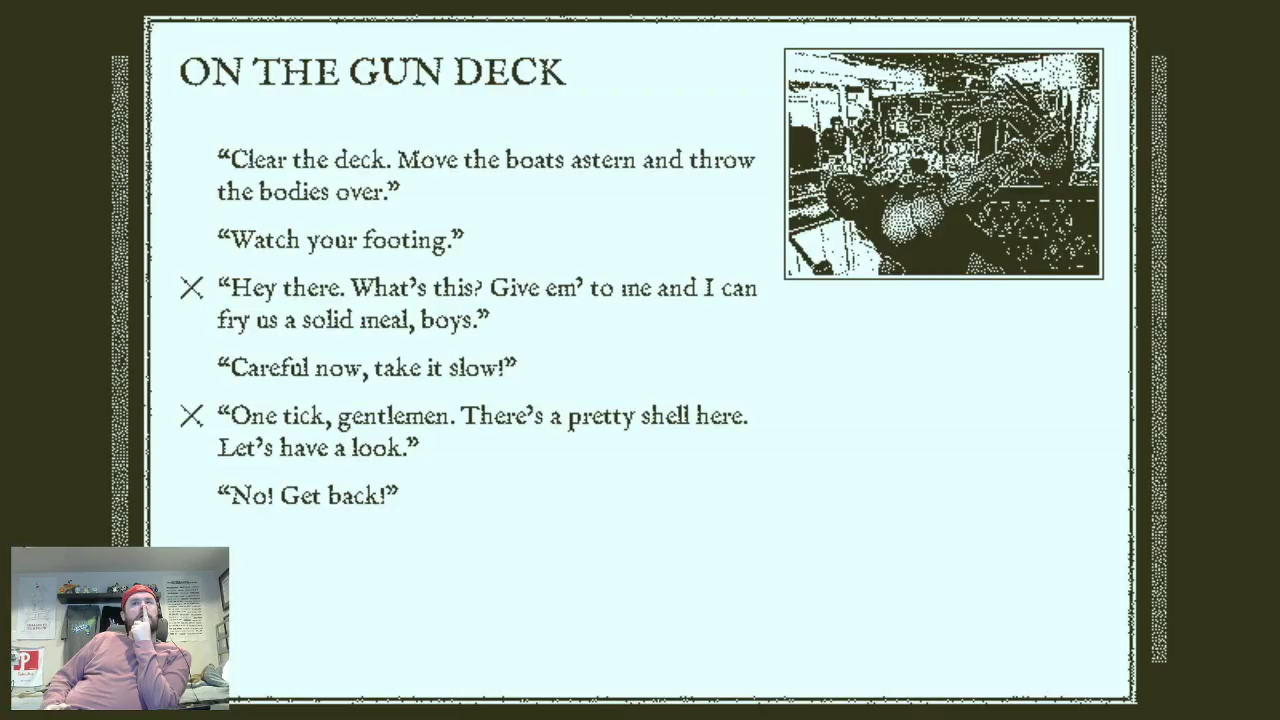 ON THE GUN DECK
“Clear the deck. Move the boats astern and throw
the bodies over.”
“Watch your footing.”
“Hey there. What’s this? Give em’ to me and I can
fry us a solid meal, boys.”
“Careful now, take it slow!”
“One tick, gentlemen. There’s a pretty shell here.
Let’s have a look.”
“No! Get back!”